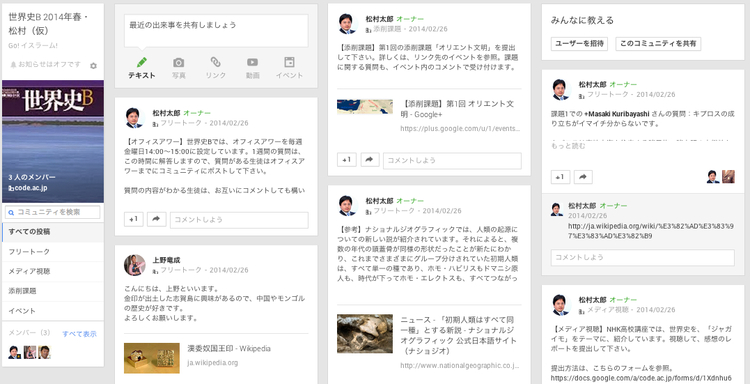 世界史B 2014年春・
松村（仮）
Go! イスラーム!
お知らせはオフです
世界史B
3 人のメンバー
code.ac.jp
コミュニティを検索
すべての投稿
フリートーク
メディア視聴
添削課題
イベント
メンバー（3）
すべて表示
最近の出来事を共有しましょう
テキスト
写真
リンク
動画
イベント
松村太郎 オーナー
フリートーク - 2014/02/26
【オフィスアワー】世界史Bでは、オフィスアワーを毎週
金曜日14:00〜15:00に設定しています。1週間の質問は、
この時間に解答しますので、質問がある生徒はオフィスア
ワーまでにコミュニティにポストして下さい。
質問の内容がわかる生徒は、お互いにコメントしても構い
+1
コメントしよう
上野竜成
フリートーク - 2014/02/26
こんにちは、上野といいます。
金印が出土した志賀島に興味があるので、中国やモンゴル
の歴史が好きです。
よろしくお願いします。
漢委奴国王印 - Wikipedia
ja.wikipedia.org
松村太郎 オーナー
フリートーク - 2014/02/26
【添削課題】第1回の添削課題「オリエント文明」を提出
して下さい。詳しくは、リンク先のイベントを参照。課題
に関する質問も、イベント内のコメントで受け付けます。
【添削課題】第1回 オリエント文
明 - Google+
https://plus.google.com/u/1/events...
+1
コメントしよう
松村太郎 オーナー
フリートーク - 2014/02/26
【参考】ナショナルジオグラフィックでは、人類の起源に
ついての新しい説が紹介されています。それによると、複
数の年代の頭蓋骨が同様の形状だったことが新たにわか
り、これまでさまざまにグループ分けされていた初期人類
は、すべて単一の種であり、ホモ・ハビリスもドマニシ原
人も、時代が下ってホモ・エレクトスも、すべてつながっ
ニュース - 「初期人類はすべて同
一種」とする新説 - ナショナルジ
オグラフィック 公式日本語サイト
（ナショジオ）
http://www.nationalgeographic.co.j...
みんなに教える
ユーザーを招待
このコミュニティを共有
松村太郎 オーナー
フリートーク - 2014/02/26
課題1での +Masaki Kuribayashi さんの質問：キプロスの成
り立ちがイマイチ分からないです。
もっと読む
+1
松村太郎 オーナー
2014/02/26
http://ja.wikipedia.org/wiki/%E3%82%AD%E3%83%9
7%E3%83%AD%E3%82%B9
コメントしよう
松村太郎 オーナー
メディア視聴 - 2014/02/26
【メディア視聴】NHK高校講座では、世界史を、「ジャガ
イモ」をテーマに、紹介しています。視聴して、感想のレ
ポートを提出して下さい。
提出方法は、こちらのフォームを参照。
https://docs.google.com/a/code.ac.jp/forms/d/1Xdnhu6